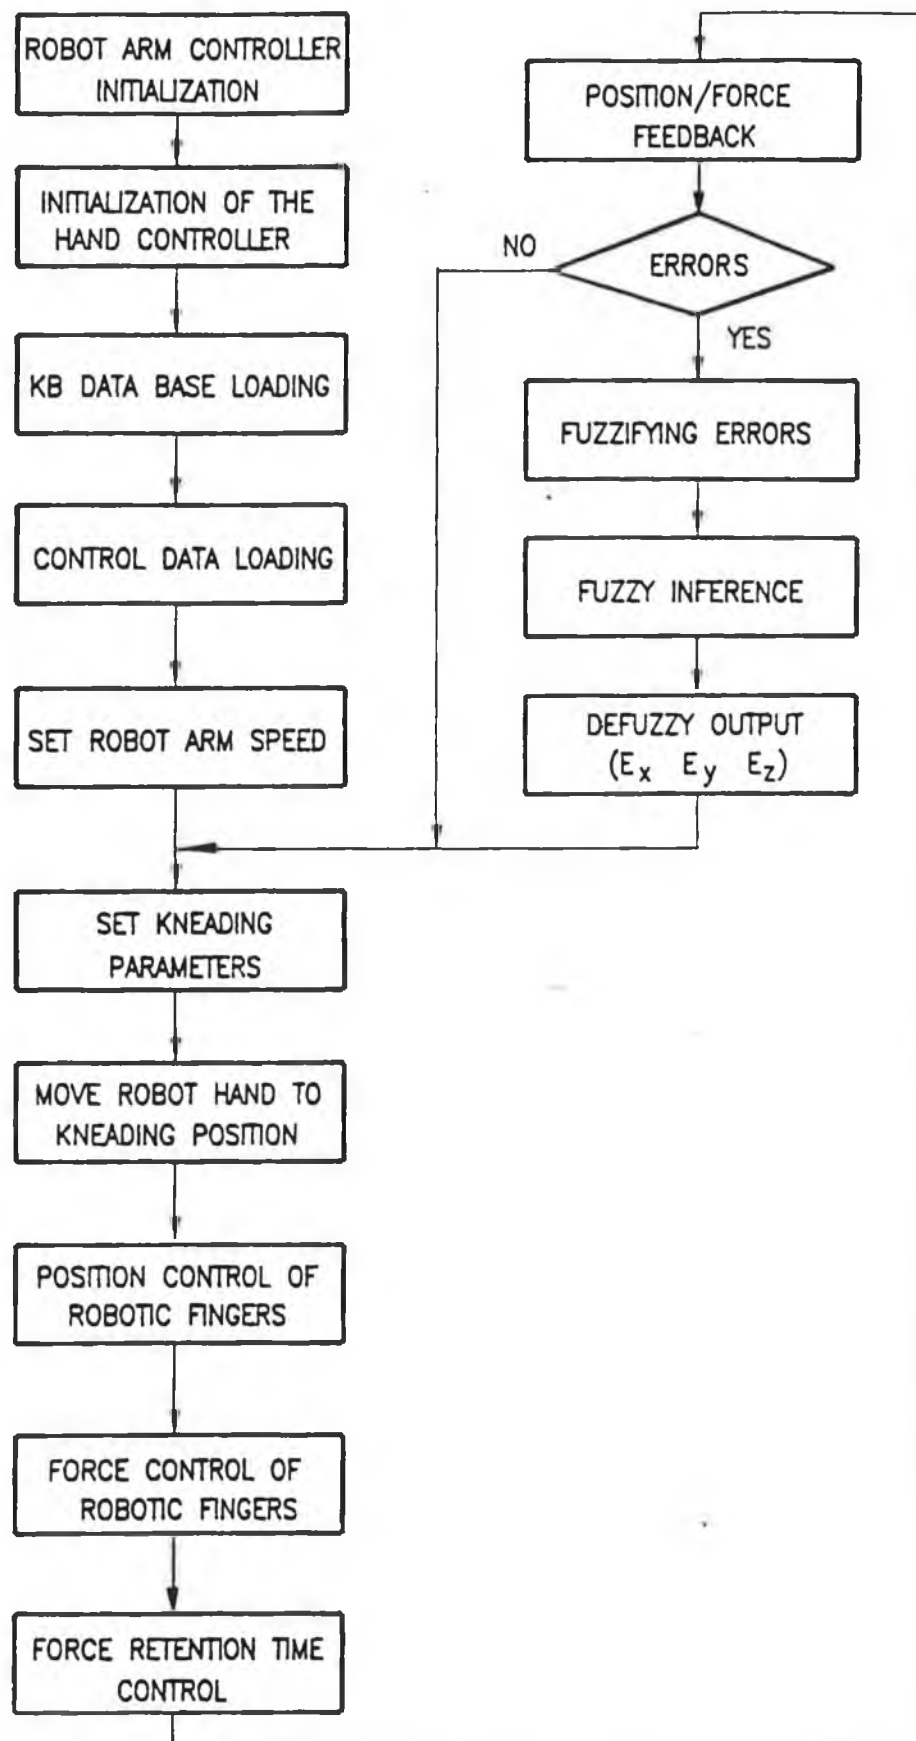 ROBOT ARM CONTROLLER
INITIALIZATION
INITIALIZATION OF THE
HAND CONTROLLER
KB DATA BASE LOADING
CONTROL DATA LOADING
SET ROBOT ARM SPEED
SET KNEADING
PARAMETERS
MOVE ROBOT HAND TO
KNEADING POSITION
POSITION CONTROL OF
ROBOTIC FINGERS
FORCE CONTROL OF
ROBOTIC FINGERS
FORCE RETENTION TIME
CONTROL
POSITION/FORCE
FEEDBACK
ERRORS
NO
YES
FUZZIFYING ERRORS
FUZZY INFERENCE
DEFUZZY OUTPUT
(Ex Ey Ez)